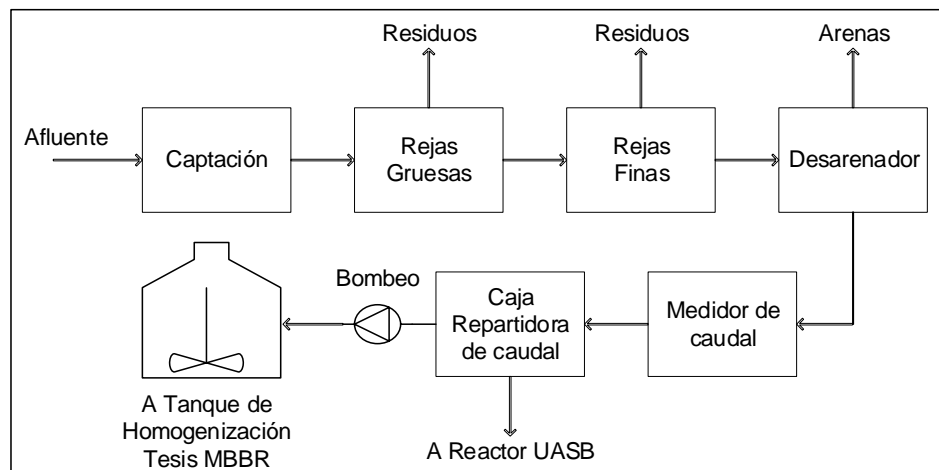 Residuos
Residuos
Arenas
Afluente
Captación
Rejas
Gruesas
Rejas
Finas
Desarenador
Bombeo
Caja
Repartidora
de caudal
Medidor de
caudal
A Tanque de
Homogenización
Tesis MBBR
A Reactor UASB